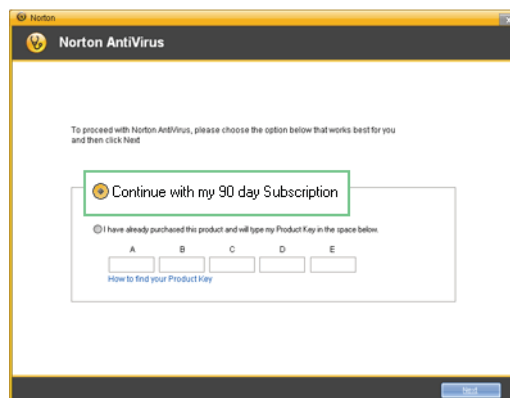 Norton
Norton AntiVirus
To proceed with Norton AntiVirus, please choose the option below that works best for you
and then click Next
Continue with my 90 day Subscription
I have already purchased this product and will type my Product Key in the space below.
A B C D E
How to find your Product Key
Next